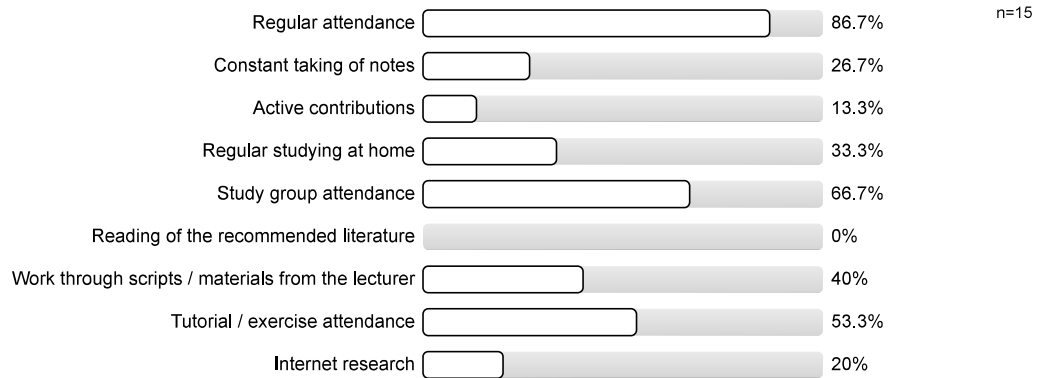 Regular attendance 86.7% n=15
Constant taking of notes 26.7%
Active contributions 13.3%
Regular studying at home 33.3%
Study group attendance 66.7%
Reading of the recommended literature 0%
Work through scripts / materials from the lecturer 40%
Tutorial / exercise attendance 53.3%
Internet research 20%